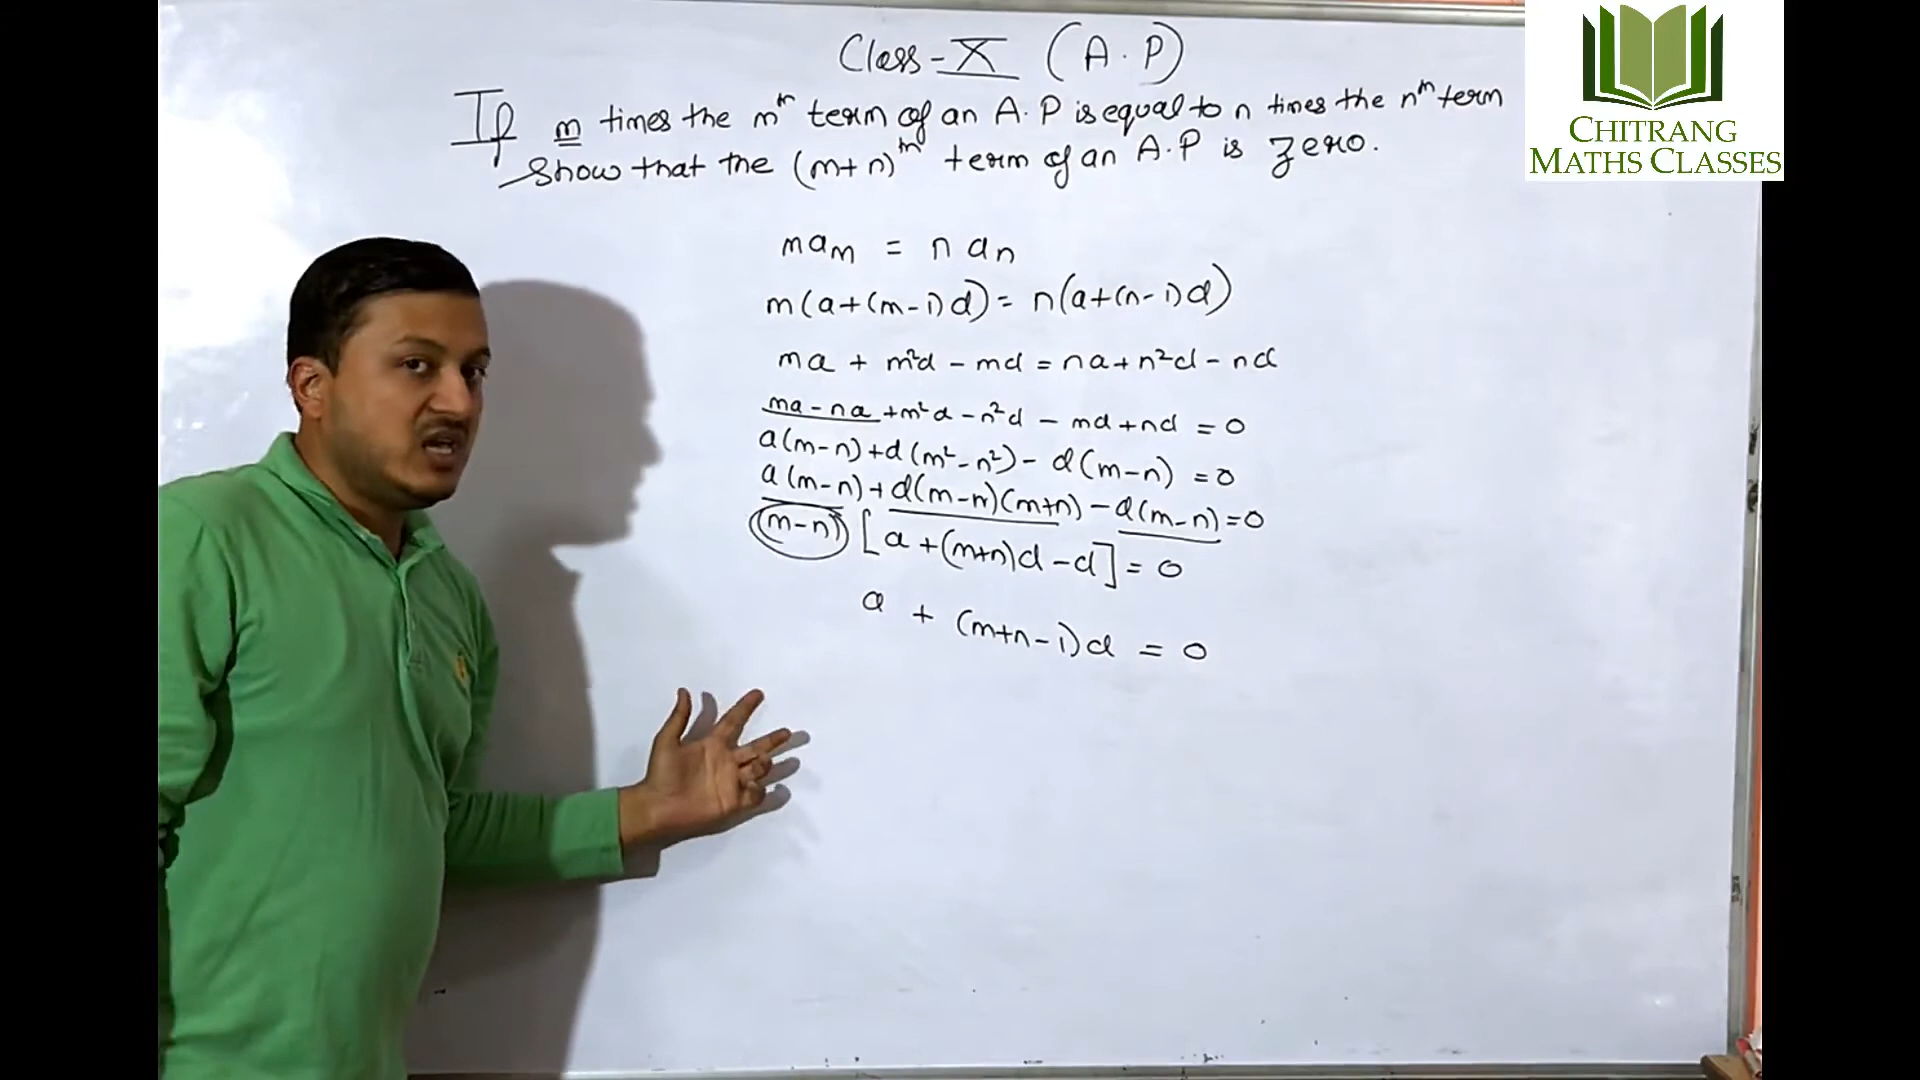 Class-X (A.P)
If m times the mth term of an A.P is equal to n times the nth term
Show that the (m+n)th term of an A.P is zero.
CHITRANG
MATHS CLASSES
maₘ = n aₙ
m(a+(m-1)d) = n(a+(n-1)d)
ma + m²d - md = na + n²d - nd
ma - na + m²d - n²d - md + nd = 0
a(m-n) + d(m²-n²) - d(m-n) = 0
a(m-n) + d(m-n)(m+n) - d(m-n) = 0
(m-n) [a + (m+n)d - d] = 0
a + (m+n-1)d = 0